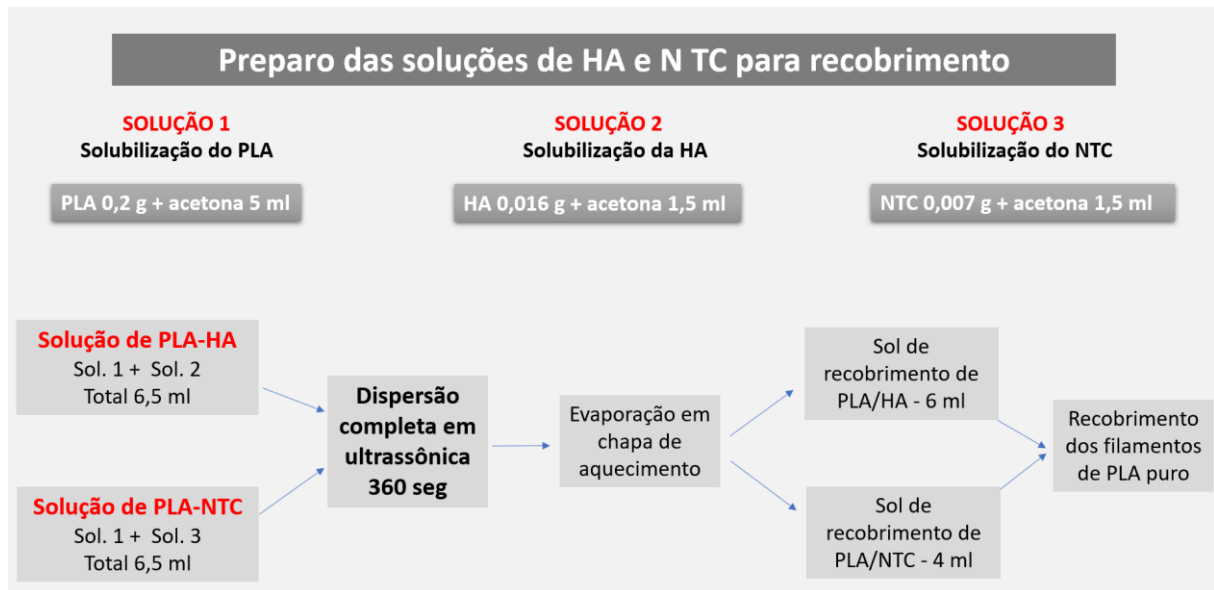 Preparo das soluções de HA e N TC para recobrimento
SOLUÇÃO 1
Solubilização do PLA
PLA 0,2 g + acetona 5 ml
SOLUÇÃO 2
Solubilização da HA
HA 0,016 g + acetona 1,5 ml
SOLUÇÃO 3
Solubilização do NTC
NTC 0,007 g + acetona 1,5 ml
Solução de PLA-HA
Sol. 1 + Sol. 2
Total 6,5 ml
Solução de PLA-NTC
Sol. 1 + Sol. 3
Total 6,5 ml
Dispersão
completa em
ultrassônica
360 seg
Evaporação em
chapa de
aquecimento
Sol de
recobrimento de
PLA/HA - 6 ml
Sol de
recobrimento de
PLA/NTC - 4 ml
Recobrimento
dos filamentos
de PLA puro